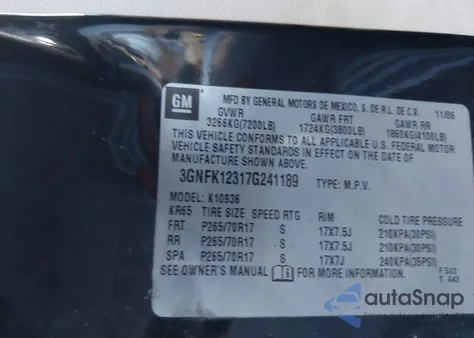 GM
MFD BY GENERAL MOTORS DE MEXICO, S. DE R.L. DE C.V. 11/06
GVWR GAWR FRT GAWR RR
3266KG(7200LB) 1724KG(3800LB) 1860KG(4100LB)
THIS VEHICLE CONFORMS TO ALL APPLICABLE U.S. FEDERAL MOTOR
VEHICLE SAFETY STANDARDS IN EFFECT ON THE DATE OF MANUFACTURE
SHOWN ABOVE.
3GNFK12317G241189 TYPE: M.P.V.
MODEL: K10936
KR65 TIRE SIZE SPEED RTG RIM COLD TIRE PRESSURE
FRT P265/70R17 S 17X7.5J 210KPA(30PSI)
RR P265/70R17 S 17X7.5J 210KPA(30PSI)
SPA P265/70R17 S 17X7J 240KPA(35PSI)
SEE OWNER'S MANUAL FOR MORE INFORMATION.
F 522
T 643
autoSnap